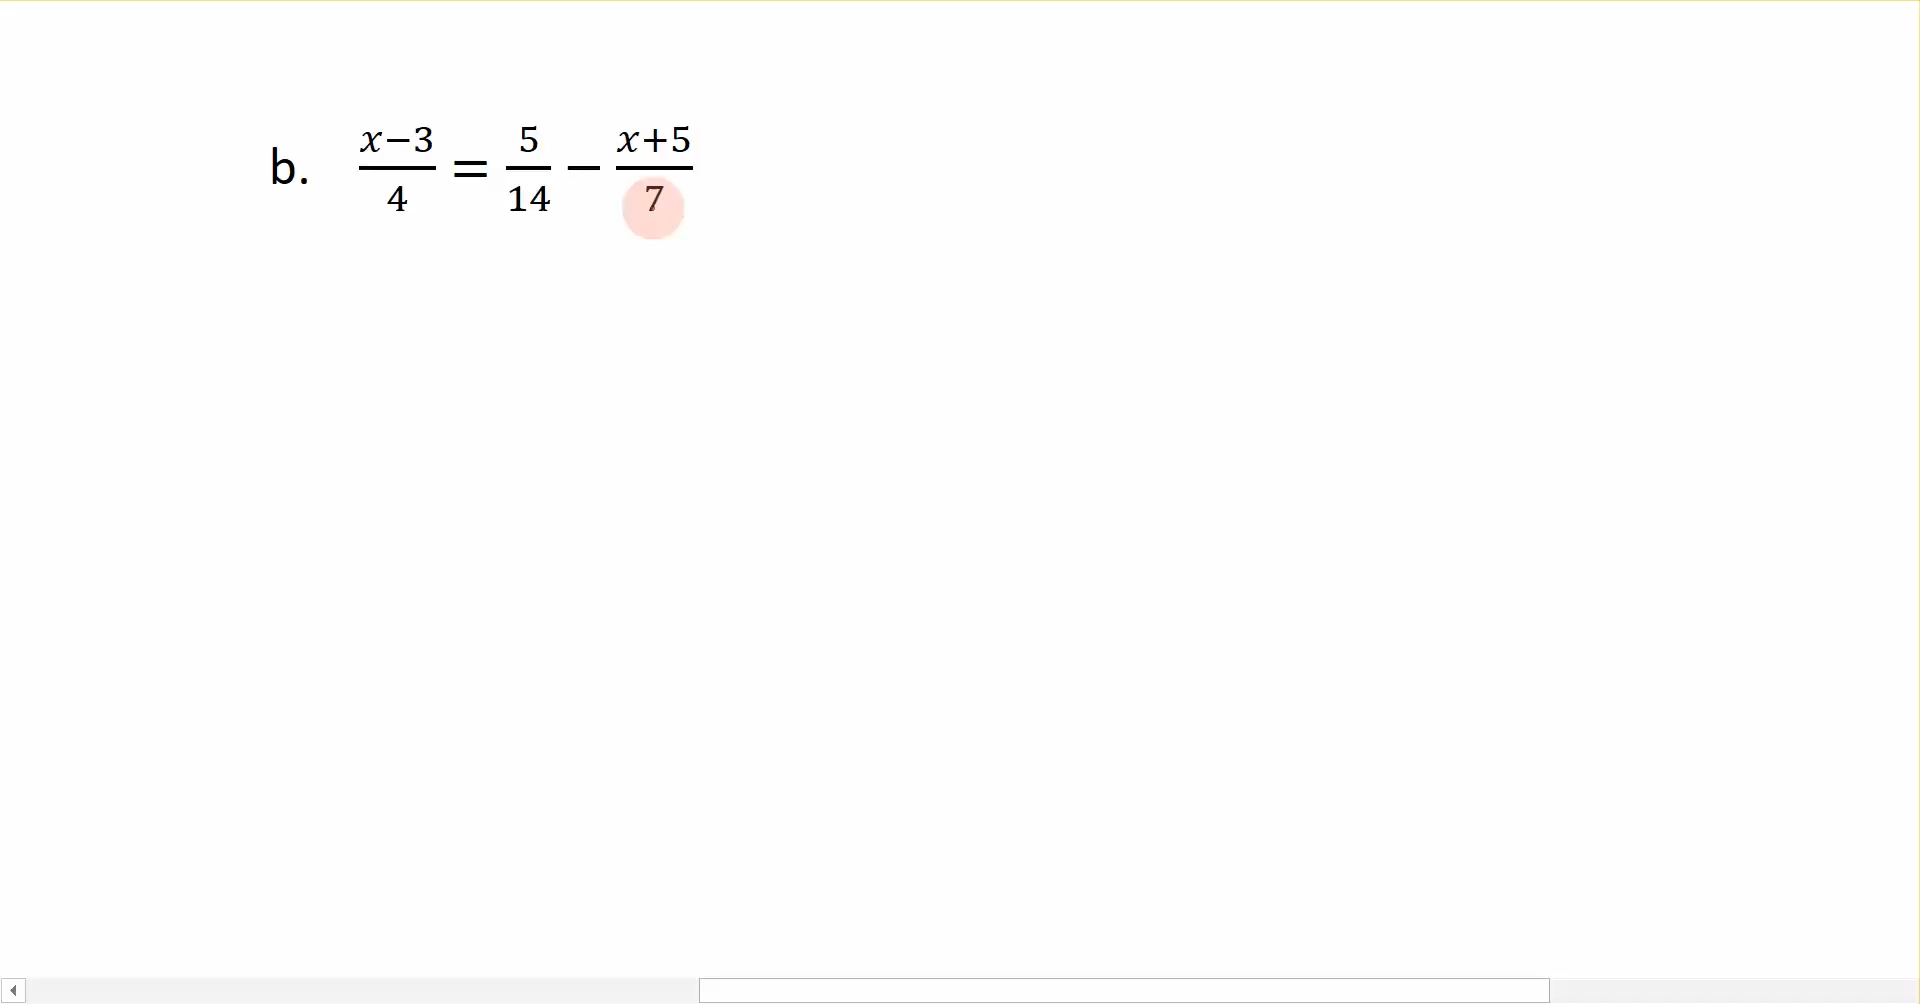 b. (x−3)/4 = 5/14 − (x+5)/7